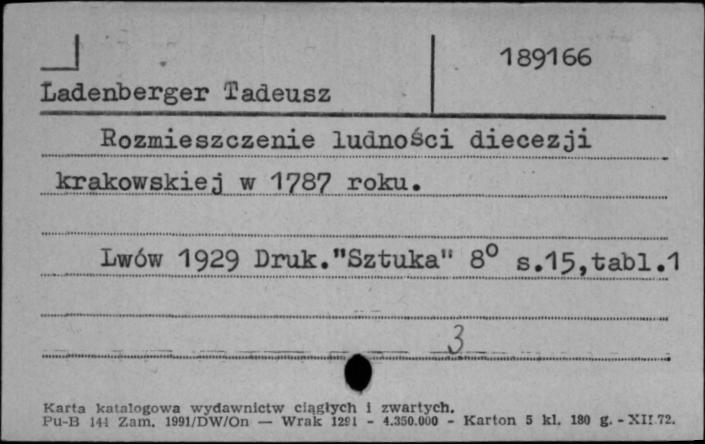 189166
Ładenberger Tadeusz
Rozmieszczenie ludności diecezji
krakowskiej w 1787 roku.
Lwów 1929 Druk."Sztuka" 8° s.15,tabl.1
3
Karta katalogowa wydawnictw ciągłych i zwartych.
Pu-B 144 Zam. 1991/DW/On — Wrak 1291 - 4.350.000 - Karton 5 kl. 180 g. - XII 72.